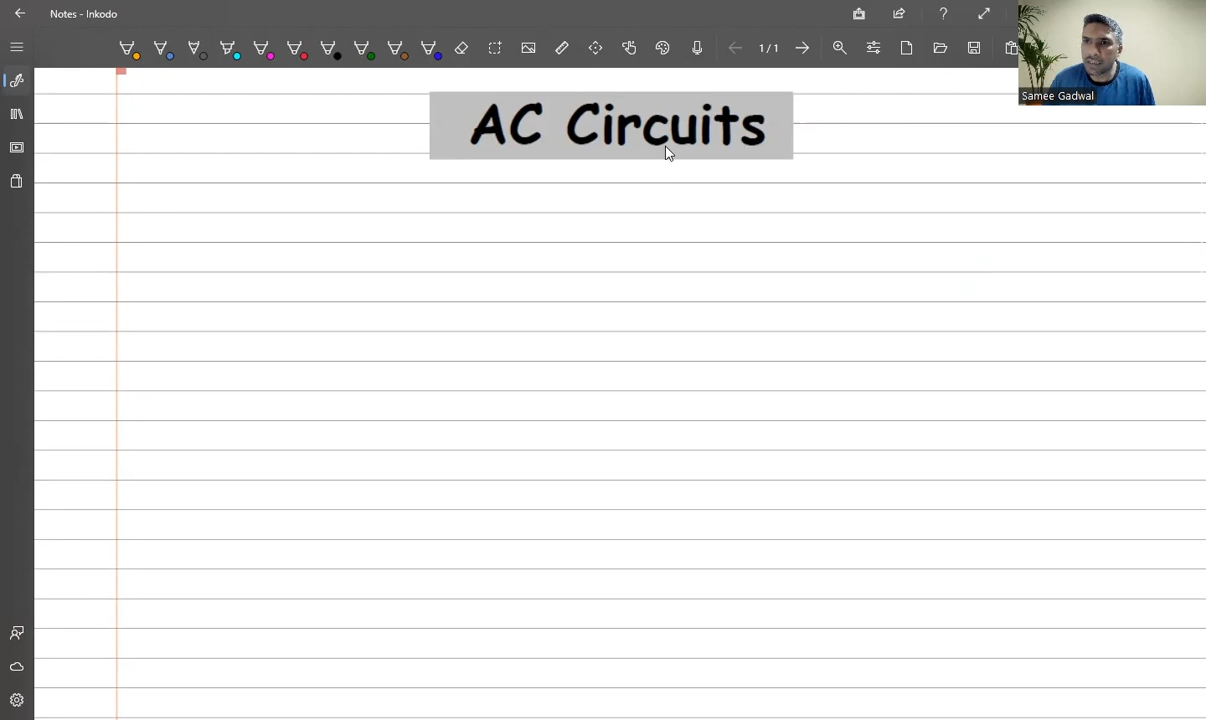 Notes - Inkodo
1 / 1
Samee Gadwal
AC Circuits